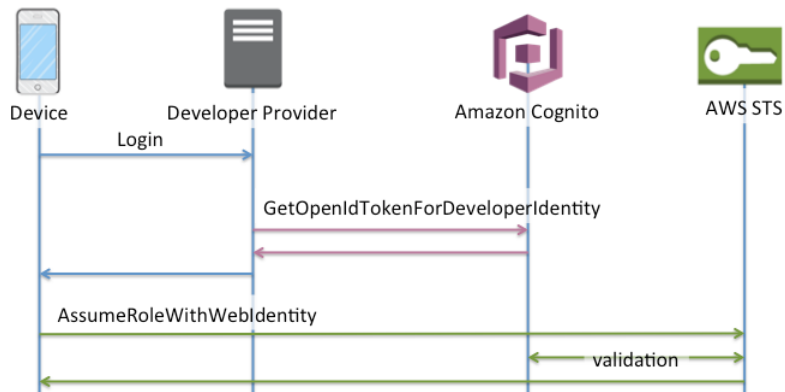 Device
Developer Provider
Amazon Cognito
AWS STS
Login
GetOpenIdTokenForDeveloperIdentity
AssumeRoleWithWebIdentity
validation